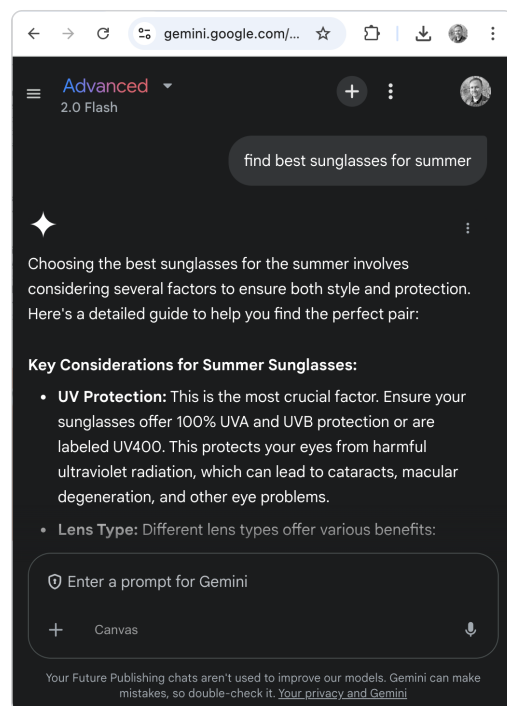 gemini.google.com/...
Advanced
2.0 Flash
find best sunglasses for summer
Choosing the best sunglasses for the summer involves
considering several factors to ensure both style and protection.
Here's a detailed guide to help you find the perfect pair:
Key Considerations for Summer Sunglasses:
• UV Protection: This is the most crucial factor. Ensure your
sunglasses offer 100% UVA and UVB protection or are
labeled UV400. This protects your eyes from harmful
ultraviolet radiation, which can lead to cataracts, macular
degeneration, and other eye problems.
• Lens Type: Different lens types offer various benefits:
Enter a prompt for Gemini
Canvas
Your Future Publishing chats aren't used to improve our models. Gemini can make
mistakes, so double-check it. Your privacy and Gemini